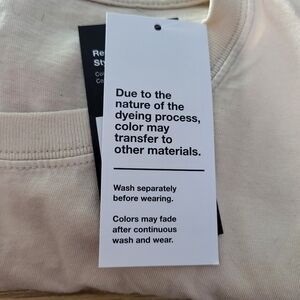 Due to the
nature of the
dyeing process,
color may
transfer to
other materials.
Wash separately
before wearing.
Colors may fade
after continuous
wash and wear.